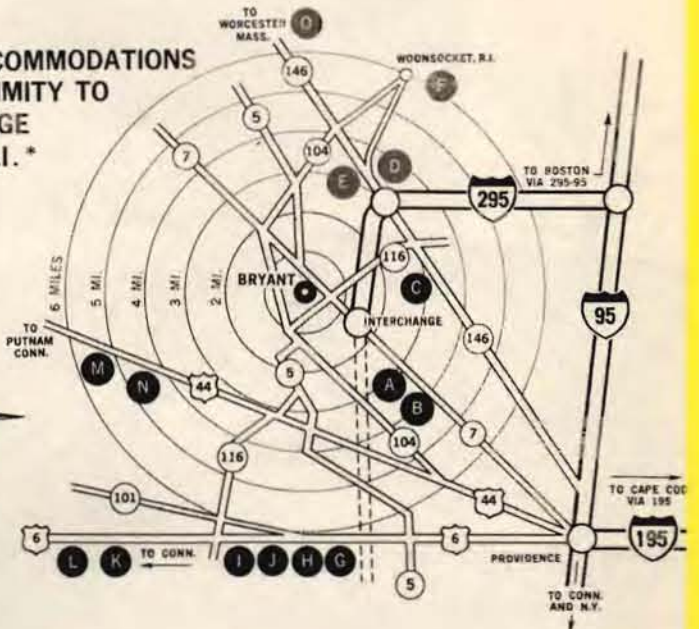 COMMODATIONS
MITY TO
GE
.I. *
TO
WORCESTER
MASS.
O
WOONSOCKET, R.I.
F
146
5
104
7
E
D
TO BOSTON
VIA 295-95
295
116
C
BRYANT
INTERCHANGE
6 MILES
5 MI.
4 MI.
3 MI.
2 MI.
95
TO
PUTNAM
CONN.
M
N
44
5
A
B
146
104
7
116
101
44
TO CAPE COD
VIA 195
6
L
K
TO CONN.
I
J
H
G
6
5
PROVIDENCE
195
TO CONN.
AND N.Y.